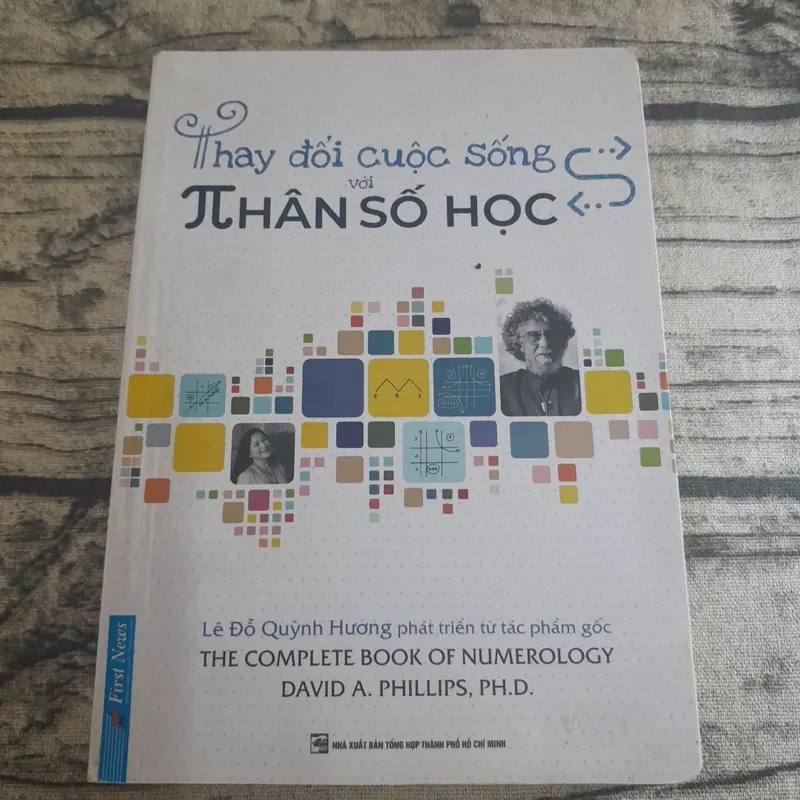 Thay đổi cuộc sống
với
πHÂN SỐ HỌC
Lê Đỗ Quỳnh Hương phát triển từ tác phẩm gốc
THE COMPLETE BOOK OF NUMEROLOGY
DAVID A. PHILLIPS, PH.D.
First News
NHÀ XUẤT BẢN TỔNG HỢP THÀNH PHỐ HỒ CHÍ MINH